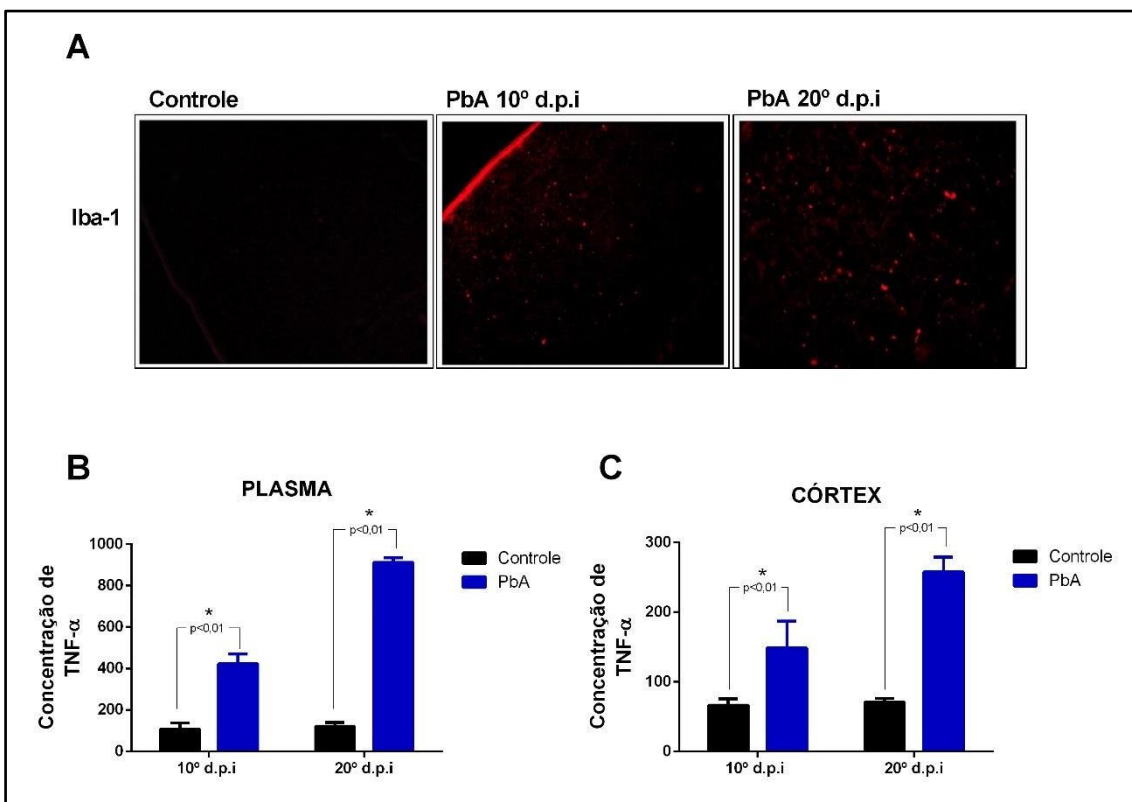 A
Controle
PbA 10º d.p.i
PbA 20º d.p.i
Iba-1
B
PLASMA
Concentração de
TNF-α
1000
800
600
400
200
0
*
p<0,01
*
p<0,01
10º d.p.i
20º d.p.i
Controle
PbA
C
CÓRTEX
Concentração de
TNF-α
300
200
100
0
*
p<0,01
*
p<0,01
10º d.p.i
20º d.p.i
Controle
PbA